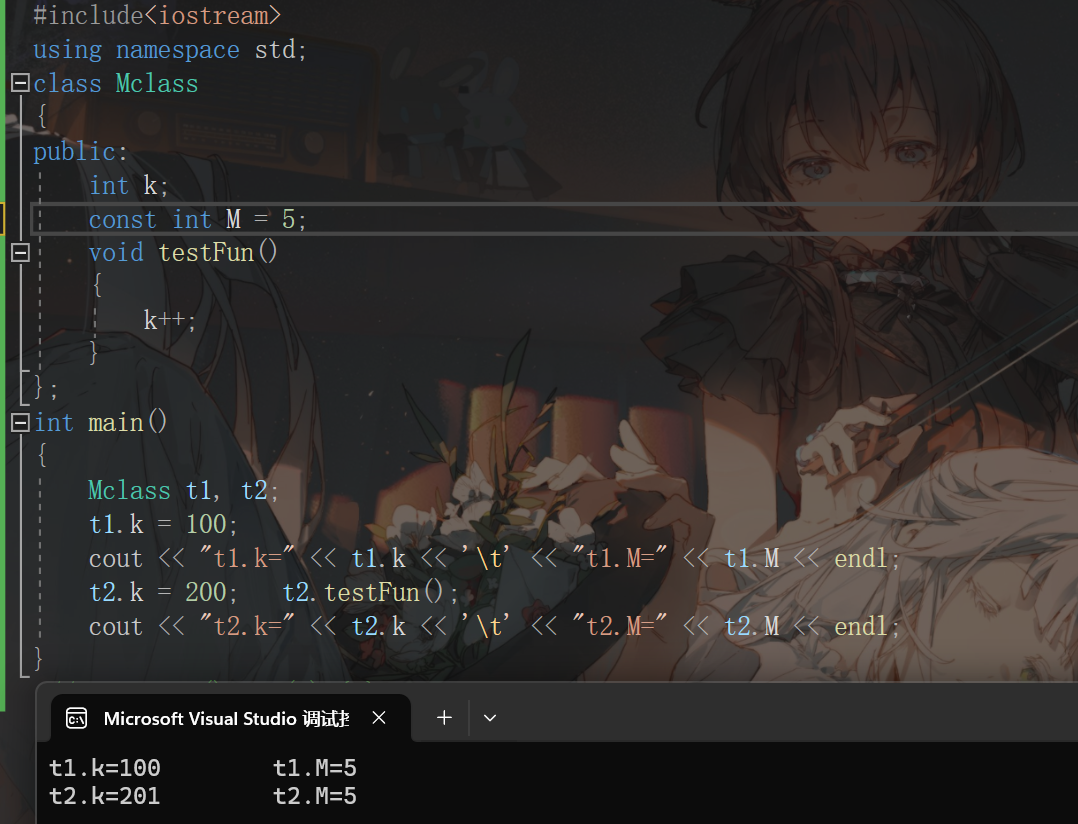 #include<iostream>
using namespace std;
class Mclass
{
public:
int k;
const int M = 5;
void testFun()
{
k++;
}
};
int main()
{
Mclass t1, t2;
t1.k = 100;
cout << "t1.k=" << t1.k << '\t' << "t1.M=" << t1.M << endl;
t2.k = 200; t2.testFun();
cout << "t2.k=" << t2.k << '\t' << "t2.M=" << t2.M << endl;
}
Microsoft Visual Studio 调试
t1.k=100 t1.M=5
t2.k=201 t2.M=5